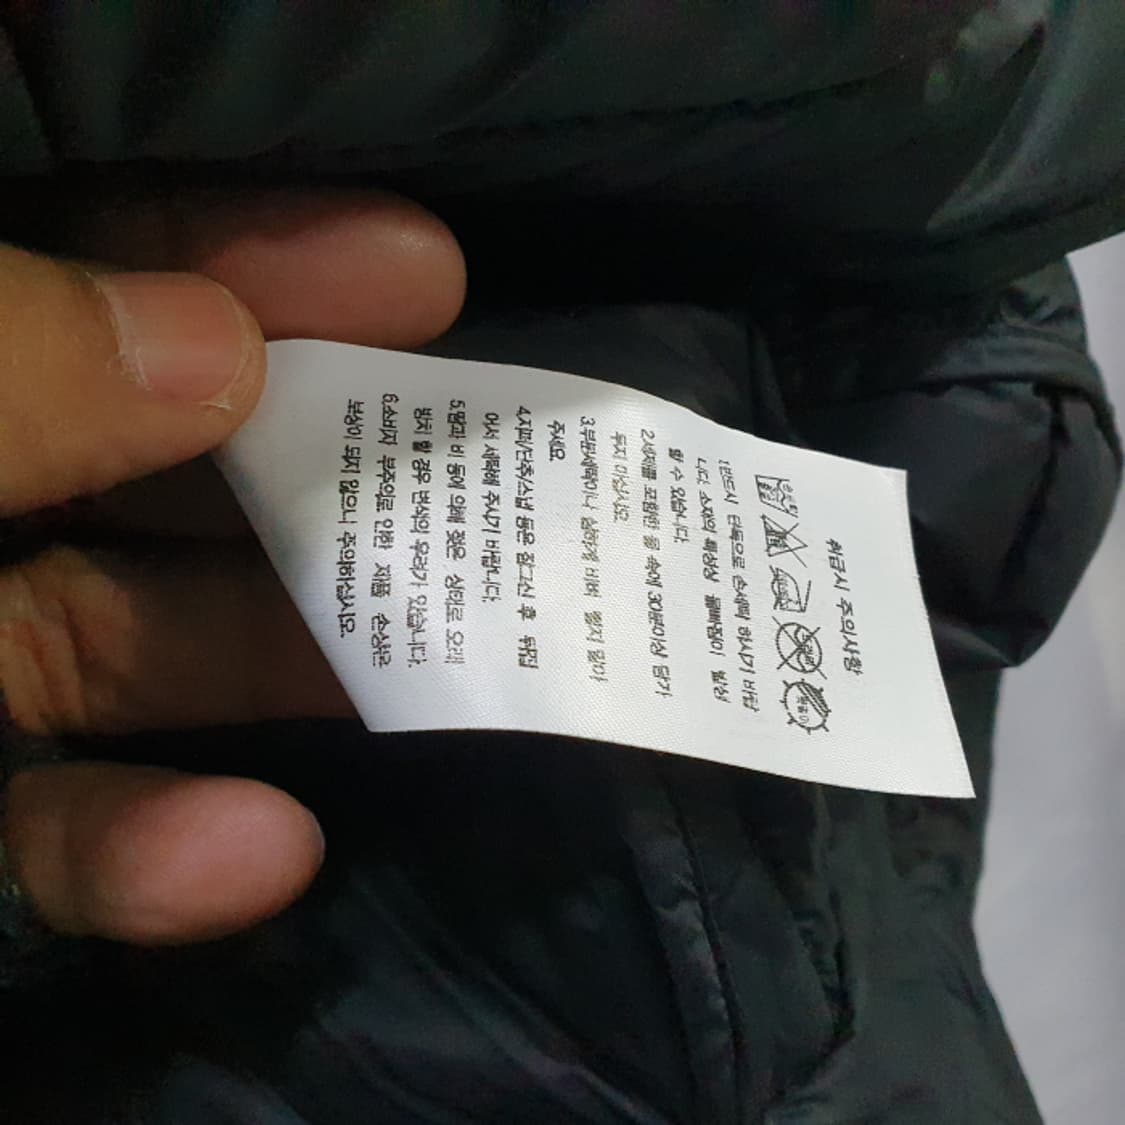 취급시 주의사항
1.반드시 단독으로 손세탁 하시기 바랍
니다. 소재의 특성상 물빠짐이 발생
할 수 있습니다.
2.세제를 포함한 물 속에 30분이상 담가
두지 마십시요.
3.부분세탁이나 심하게 비벼 빨지 말아
주세요.
4.지퍼/단추/스냅 등은 잠그신 후 뒤집
어서 세탁해 주시기 바랍니다.
5.땀과 비 등에 의해 젖은 상태로 오래
방치 할 경우 변색의 우려가 있습니다.
6.소비자 부주의로 인한 제품 손상은
보상이 되지 않으니 주의하십시요.